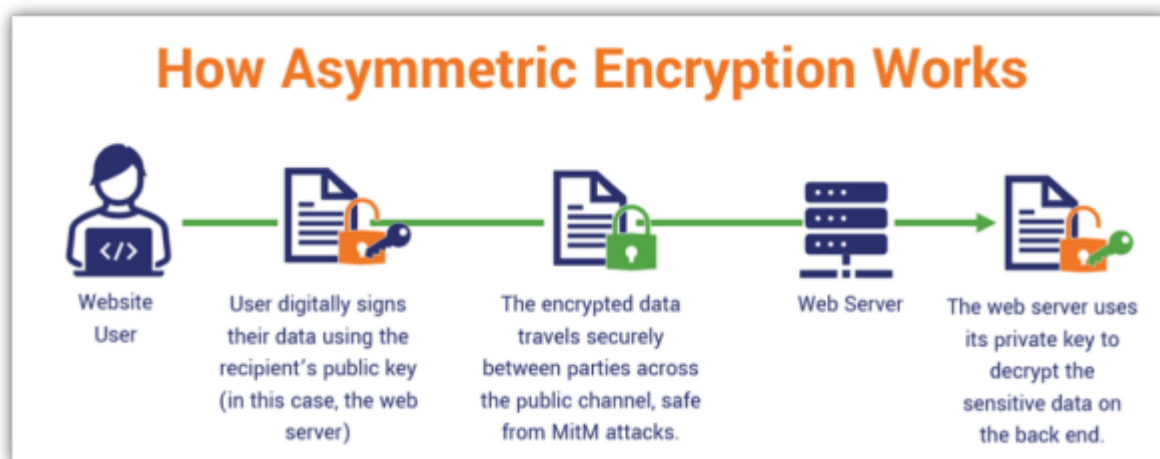 How Asymmetric Encryption Works
</>
Website
User
User digitally signs
their data using the
recipient's public key
(in this case, the web
server)
The encrypted data
travels securely
between parties across
the public channel, safe
from MitM attacks.
Web Server
The web server uses
its private key to
decrypt the
sensitive data on
the back end.